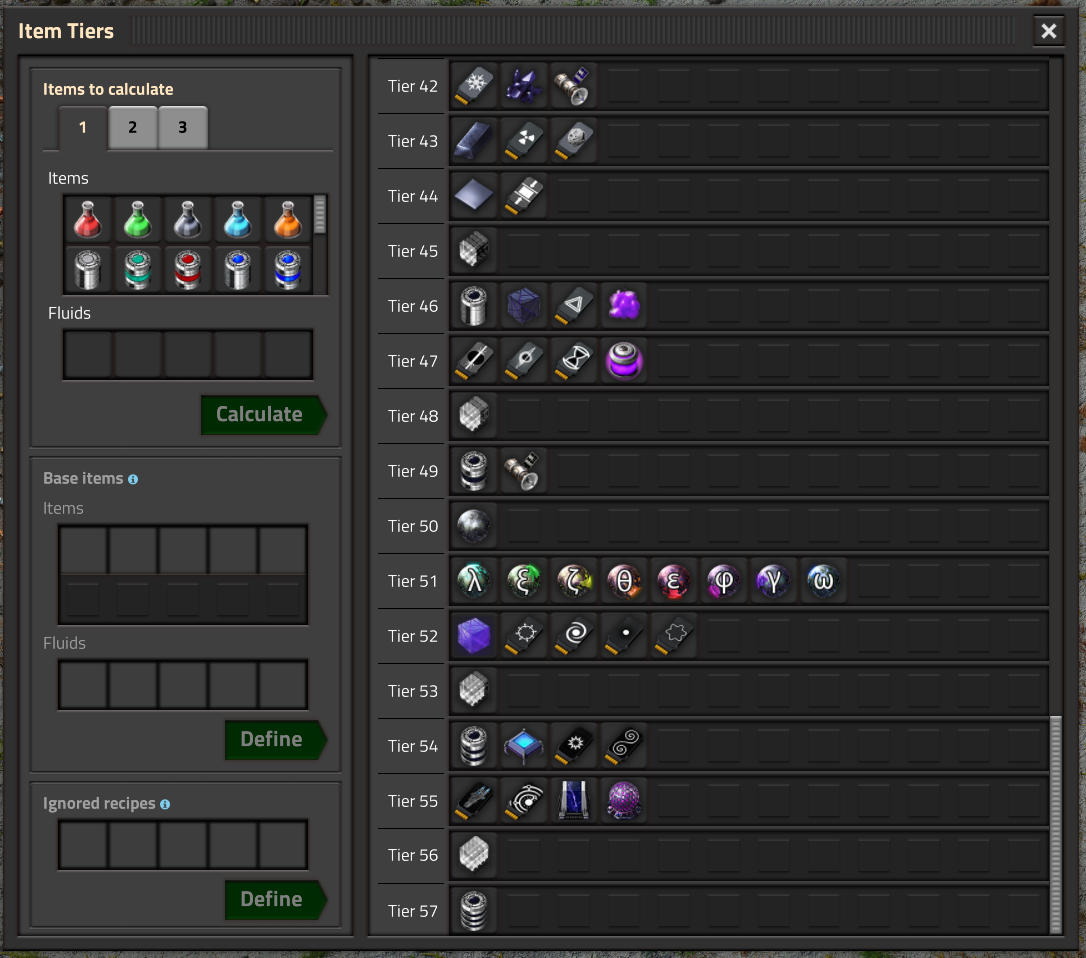 Item Tiers
Items to calculate
1 2 3
Items
Fluids
Calculate
Base items
Items
Fluids
Define
Ignored recipes
Define
Tier 42
Tier 43
Tier 44
Tier 45
Tier 46
Tier 47
Tier 48
Tier 49
Tier 50
Tier 51 λ ξ ζ θ ε φ γ ω
Tier 52
Tier 53
Tier 54
Tier 55
Tier 56
Tier 57